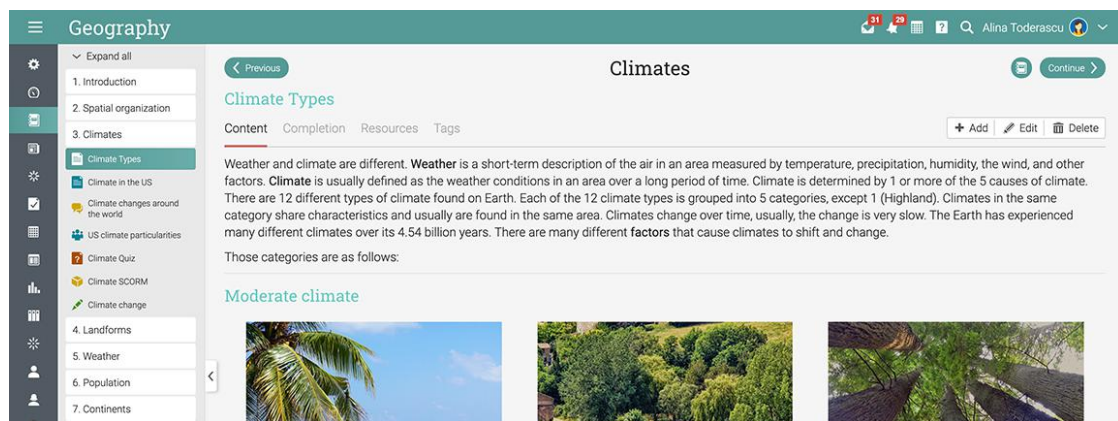 Geography
31
29
?
Alina Toderascu
Expand all
1. Introduction
2. Spatial organization
3. Climates
Climate Types
Climate in the US
Climate changes around
the world
US climate particularities
Climate Quiz
Climate SCORM
Climate change
4. Landforms
5. Weather
6. Population
7. Continents
Previous
Climates
Continue
Climate Types
Content Completion Resources Tags
Add Edit Delete
Weather and climate are different. Weather is a short-term description of the air in an area measured by temperature, precipitation, humidity, the wind, and other
factors. Climate is usually defined as the weather conditions in an area over a long period of time. Climate is determined by 1 or more of the 5 causes of climate.
There are 12 different types of climate found on Earth. Each of the 12 climate types is grouped into 5 categories, except 1 (Highland). Climates in the same
category share characteristics and usually are found in the same area. Climates change over time, usually, the change is very slow. The Earth has experienced
many different climates over its 4.54 billion years. There are many different factors that cause climates to shift and change.
Those categories are as follows:
Moderate climate